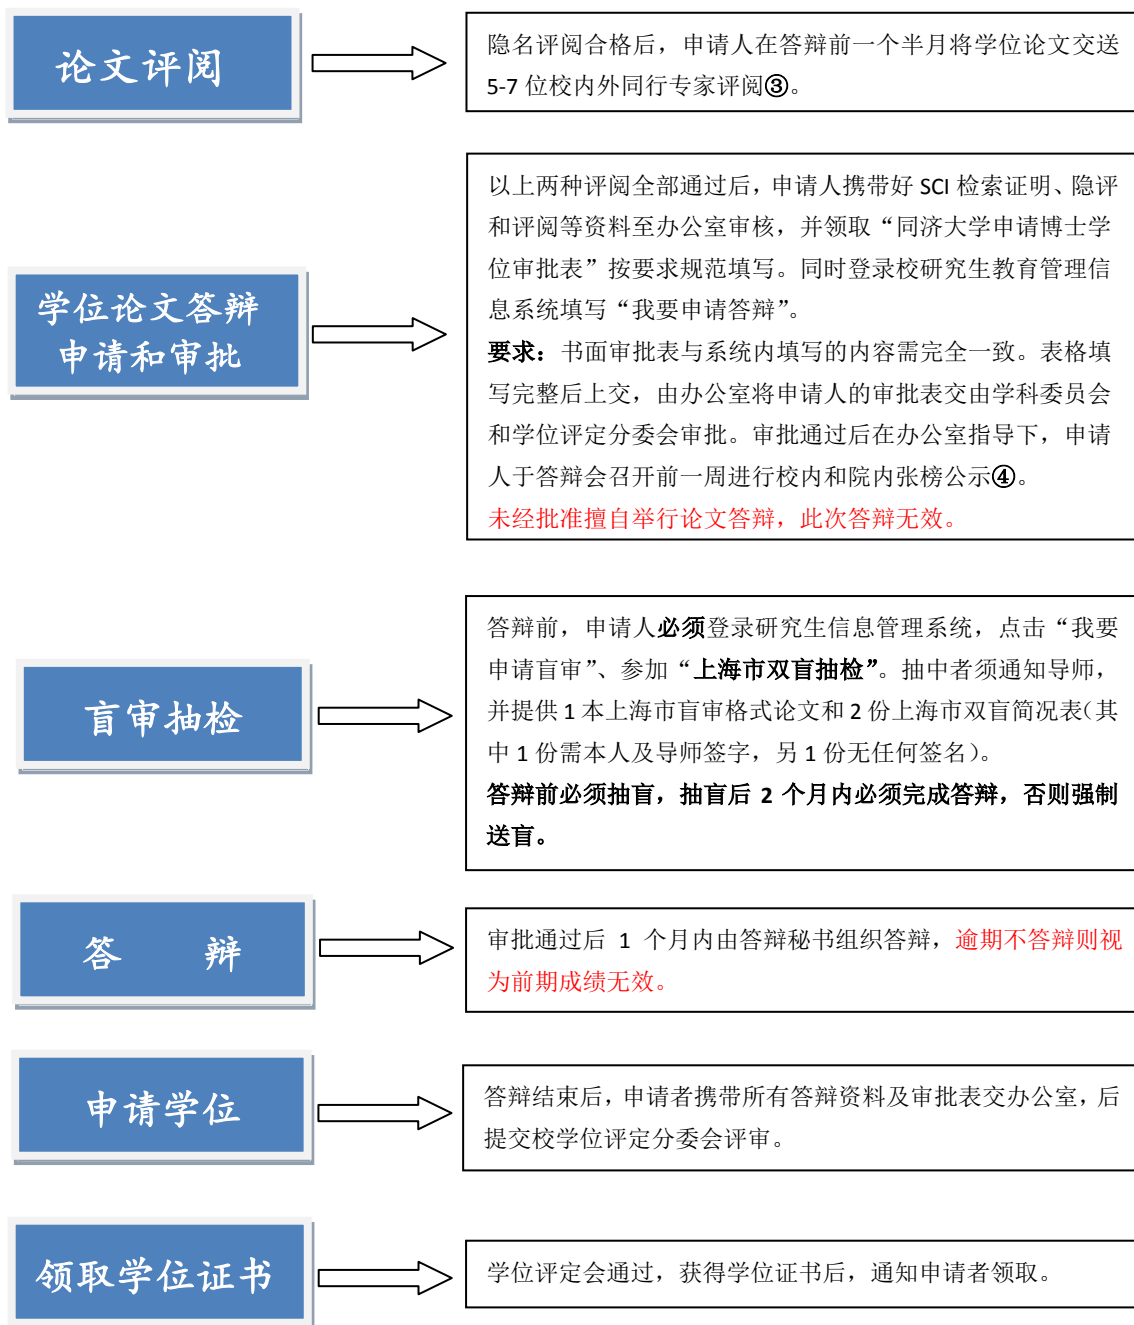 论文评阅
隐名评阅合格后，申请人在答辩前一个半月将学位论文交送
5-7 位校内外同行专家评阅③。
学位论文答辩
申请和审批
以上两种评阅全部通过后，申请人携带好 SCI 检索证明、隐评
和评阅等资料至办公室审核，并领取“同济大学申请博士学
位审批表”按要求规范填写。同时登录校研究生教育管理信
息系统填写“我要申请答辩”。
要求：书面审批表与系统内填写的内容需完全一致。表格填
写完整后上交，由办公室将申请人的审批表交由学科委员会
和学位评定分委会审批。审批通过后在办公室指导下，申请
人于答辩会召开前一周进行校内和院内张榜公示④。
未经批准擅自举行论文答辩，此次答辩无效。
盲审抽检
答辩前，申请人必须登录研究生信息管理系统，点击“我要
申请盲审”、参加“上海市双盲抽检”。抽中者须通知导师，
并提供 1 本上海市盲审格式论文和 2 份上海市双盲简况表（其
中 1 份需本人及导师签字，另 1 份无任何签名）。
答辩前必须抽盲，抽盲后 2 个月内必须完成答辩，否则强制
送盲。
答 辩
审批通过后 1 个月内由答辩秘书组织答辩，逾期不答辩则视
为前期成绩无效。
申请学位
答辩结束后，申请者携带所有答辩资料及审批表交办公室，后
提交校学位评定分委会评审。
领取学位证书
学位评定会通过，获得学位证书后，通知申请者领取。